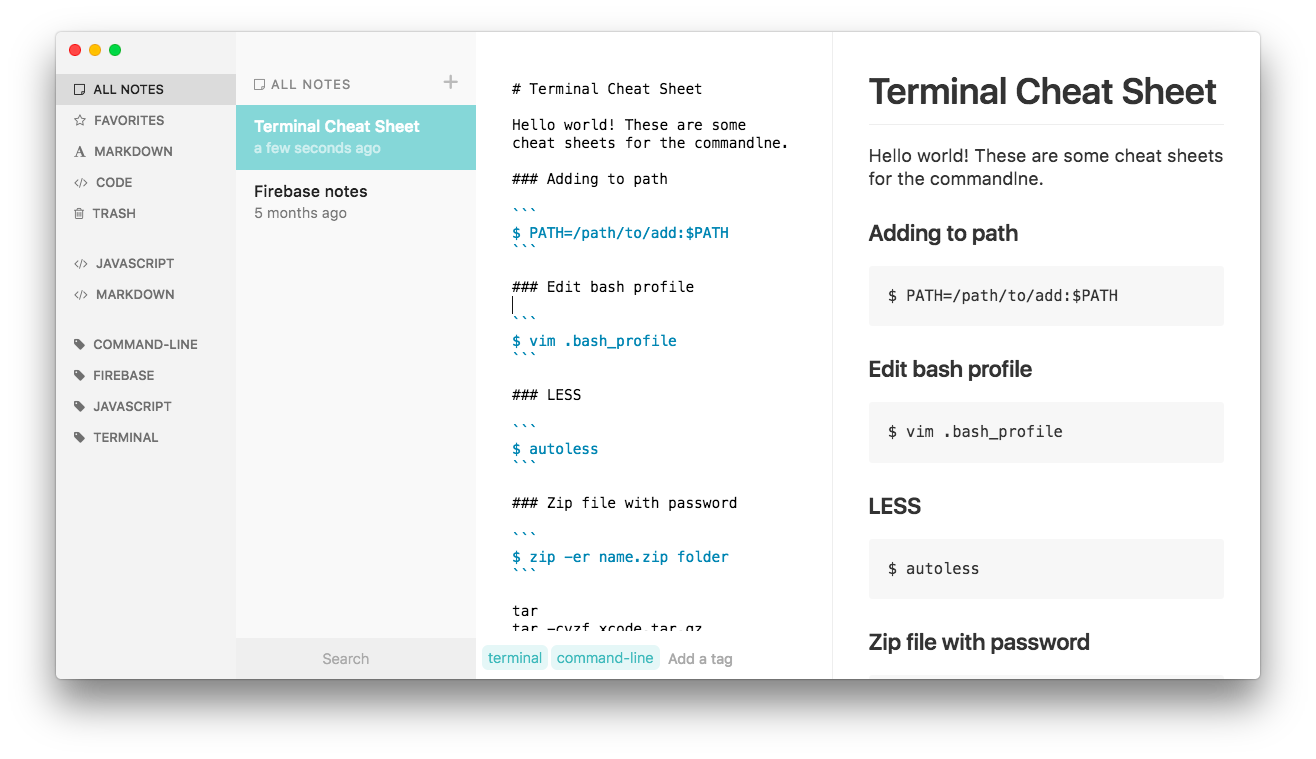 ALL NOTES
FAVORITES
MARKDOWN
CODE
TRASH
JAVASCRIPT
MARKDOWN
COMMAND-LINE
FIREBASE
JAVASCRIPT
TERMINAL
ALL NOTES
Terminal Cheat Sheet
a few seconds ago
Firebase notes
5 months ago
Search
# Terminal Cheat Sheet
Hello world! These are some
cheat sheets for the commandlne.
### Adding to path
```
$ PATH=/path/to/add:$PATH
```
### Edit bash profile
```
$ vim .bash_profile
```
### LESS
```
$ autoless
```
### Zip file with password
```
$ zip -er name.zip folder
```
tar
tar -cvzf xcode.tar.gz
terminal command-line Add a tag
Terminal Cheat Sheet
Hello world! These are some cheat sheets
for the commandlne.
Adding to path
$ PATH=/path/to/add:$PATH
Edit bash profile
$ vim .bash_profile
LESS
$ autoless
Zip file with password